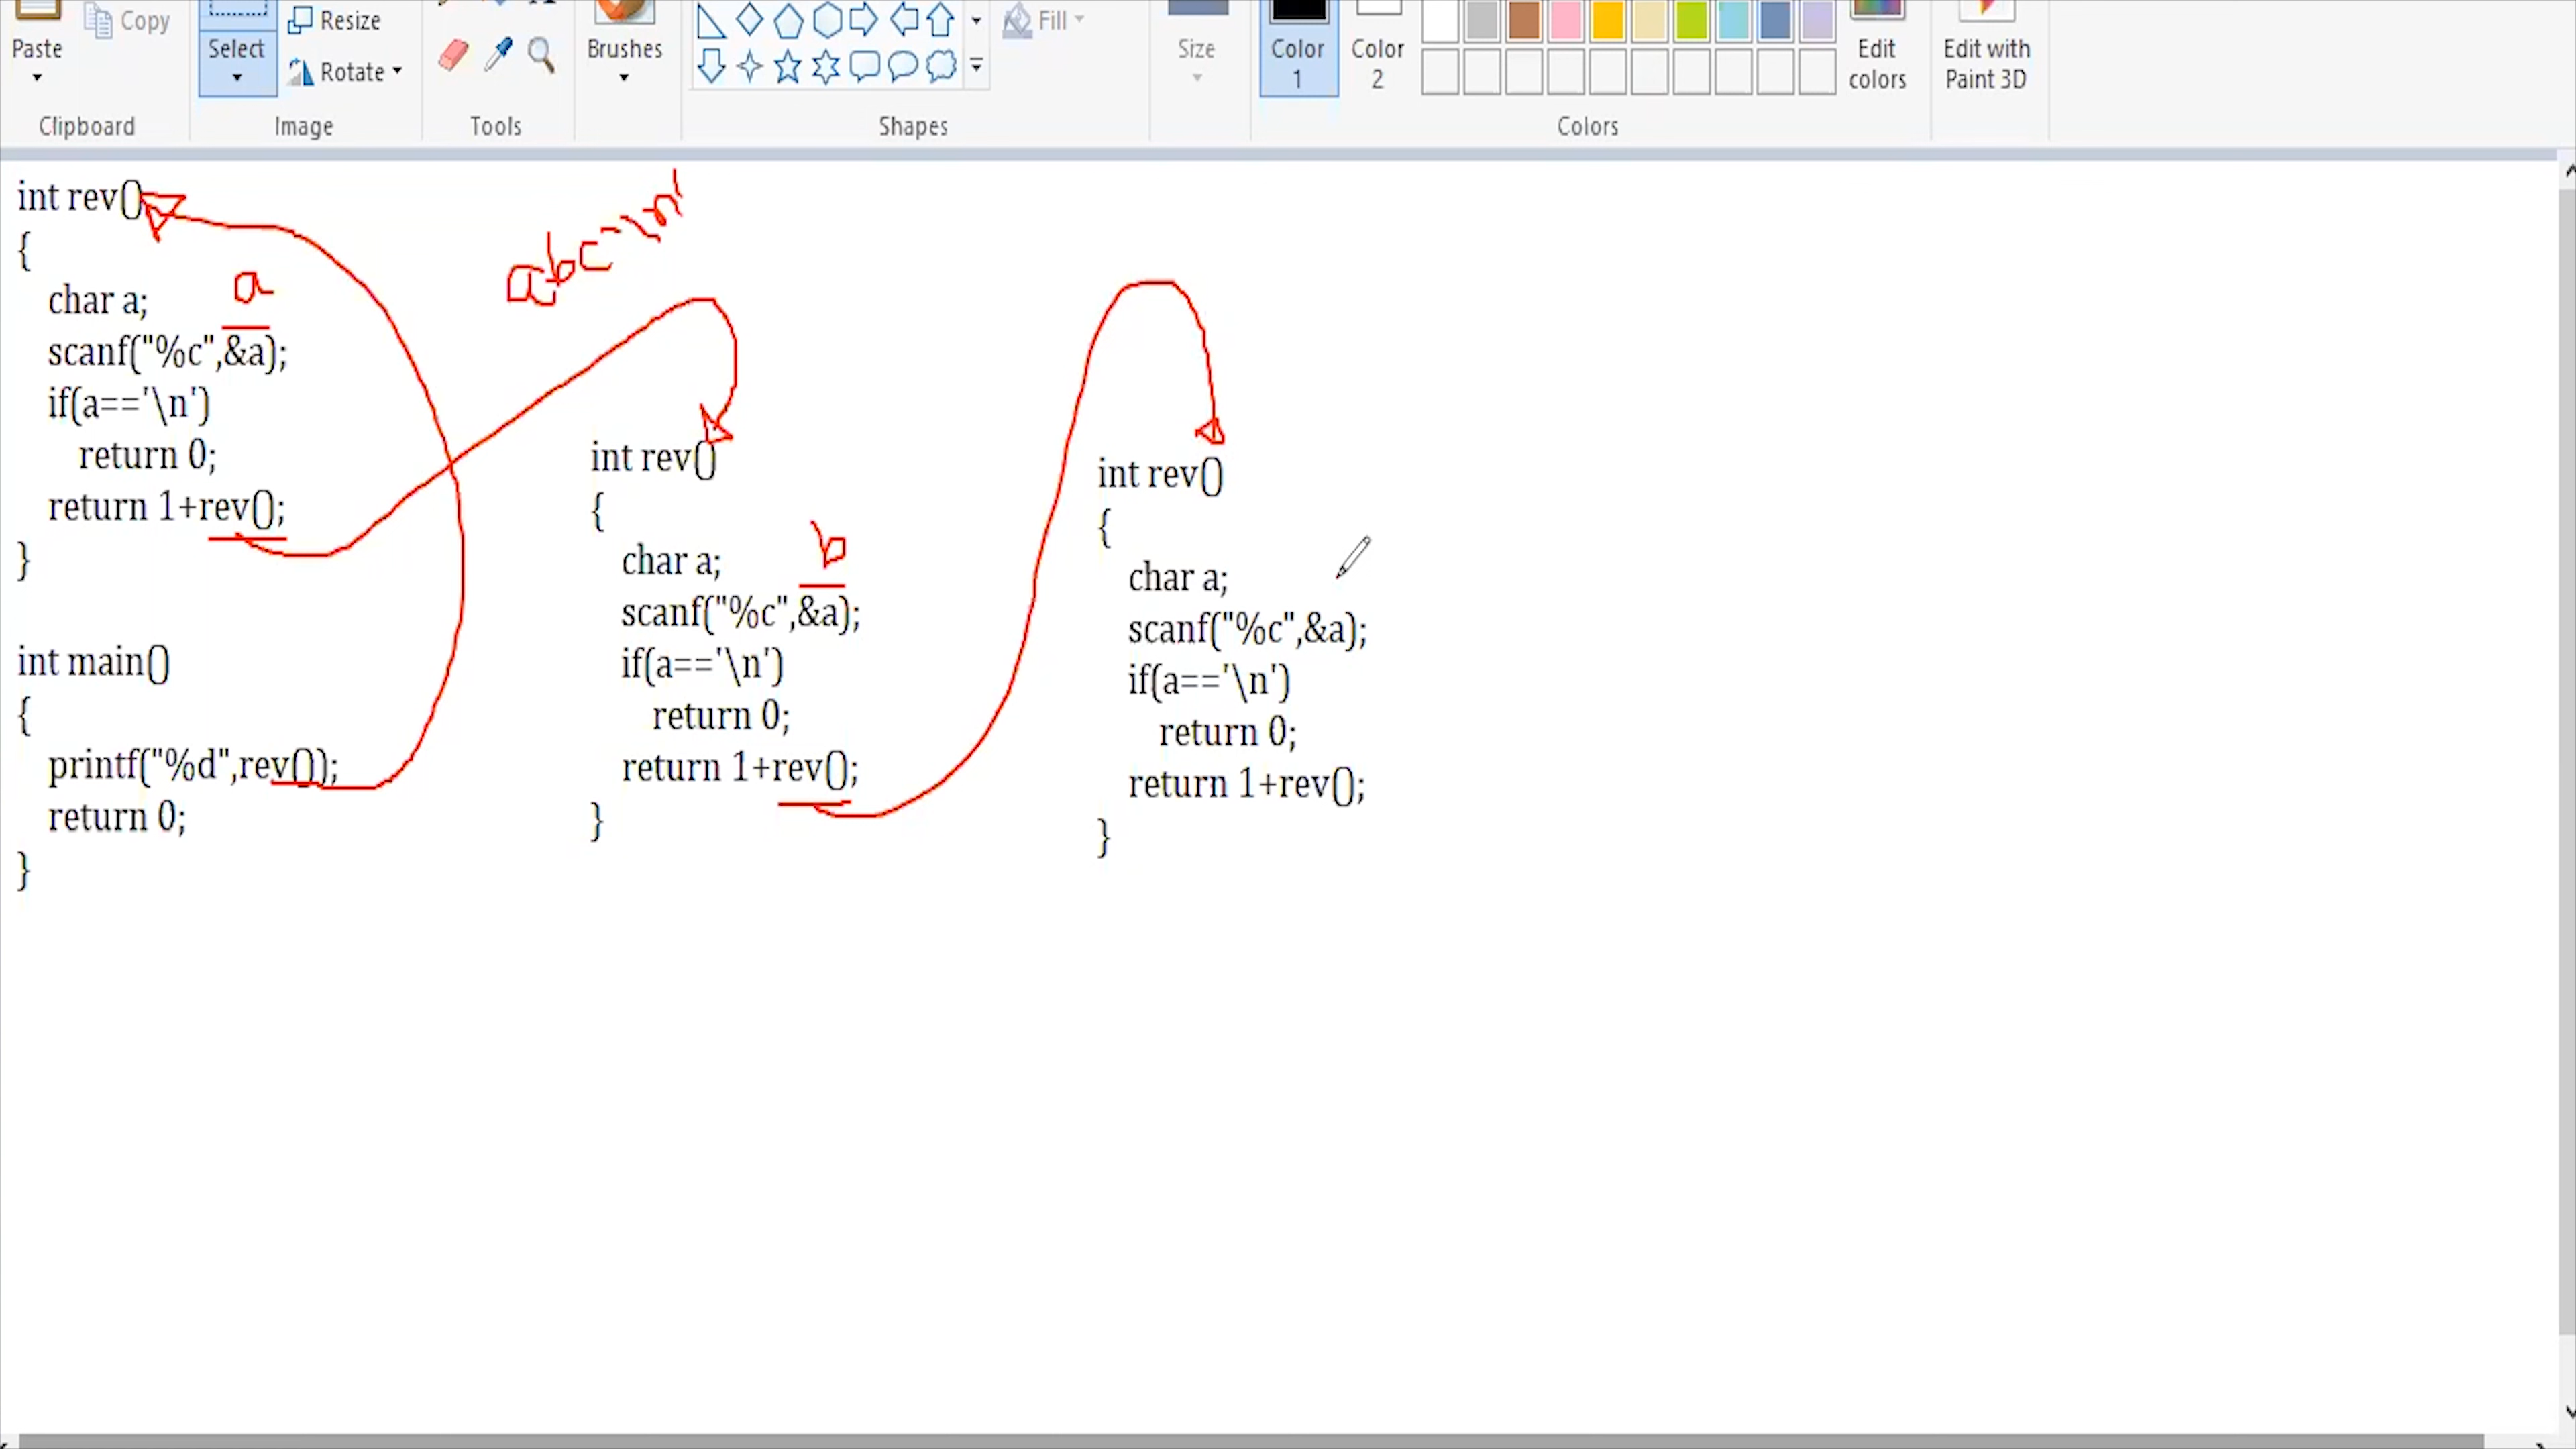 Paste
Copy
Select
Resize
Rotate
Brushes
Fill
Size
Color 1
Color 2
Edit colors
Edit with Paint 3D
Clipboard
Image
Tools
Shapes
Colors
int rev()
{
char a;
a
scanf("%c",&a);
if(a=='\n')
return 0;
return 1+rev();
}
int main()
{
printf("%d",rev());
return 0;
}
abc'\n'
int rev()
{
char a;
b
scanf("%c",&a);
if(a=='\n')
return 0;
return 1+rev();
}
int rev()
{
char a;
scanf("%c",&a);
if(a=='\n')
return 0;
return 1+rev();
}